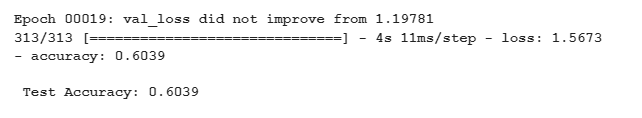 Epoch 00019: val_loss did not improve from 1.19781
313/313 [==============================] - 4s 11ms/step - loss: 1.5673
- accuracy: 0.6039
Test Accuracy: 0.6039